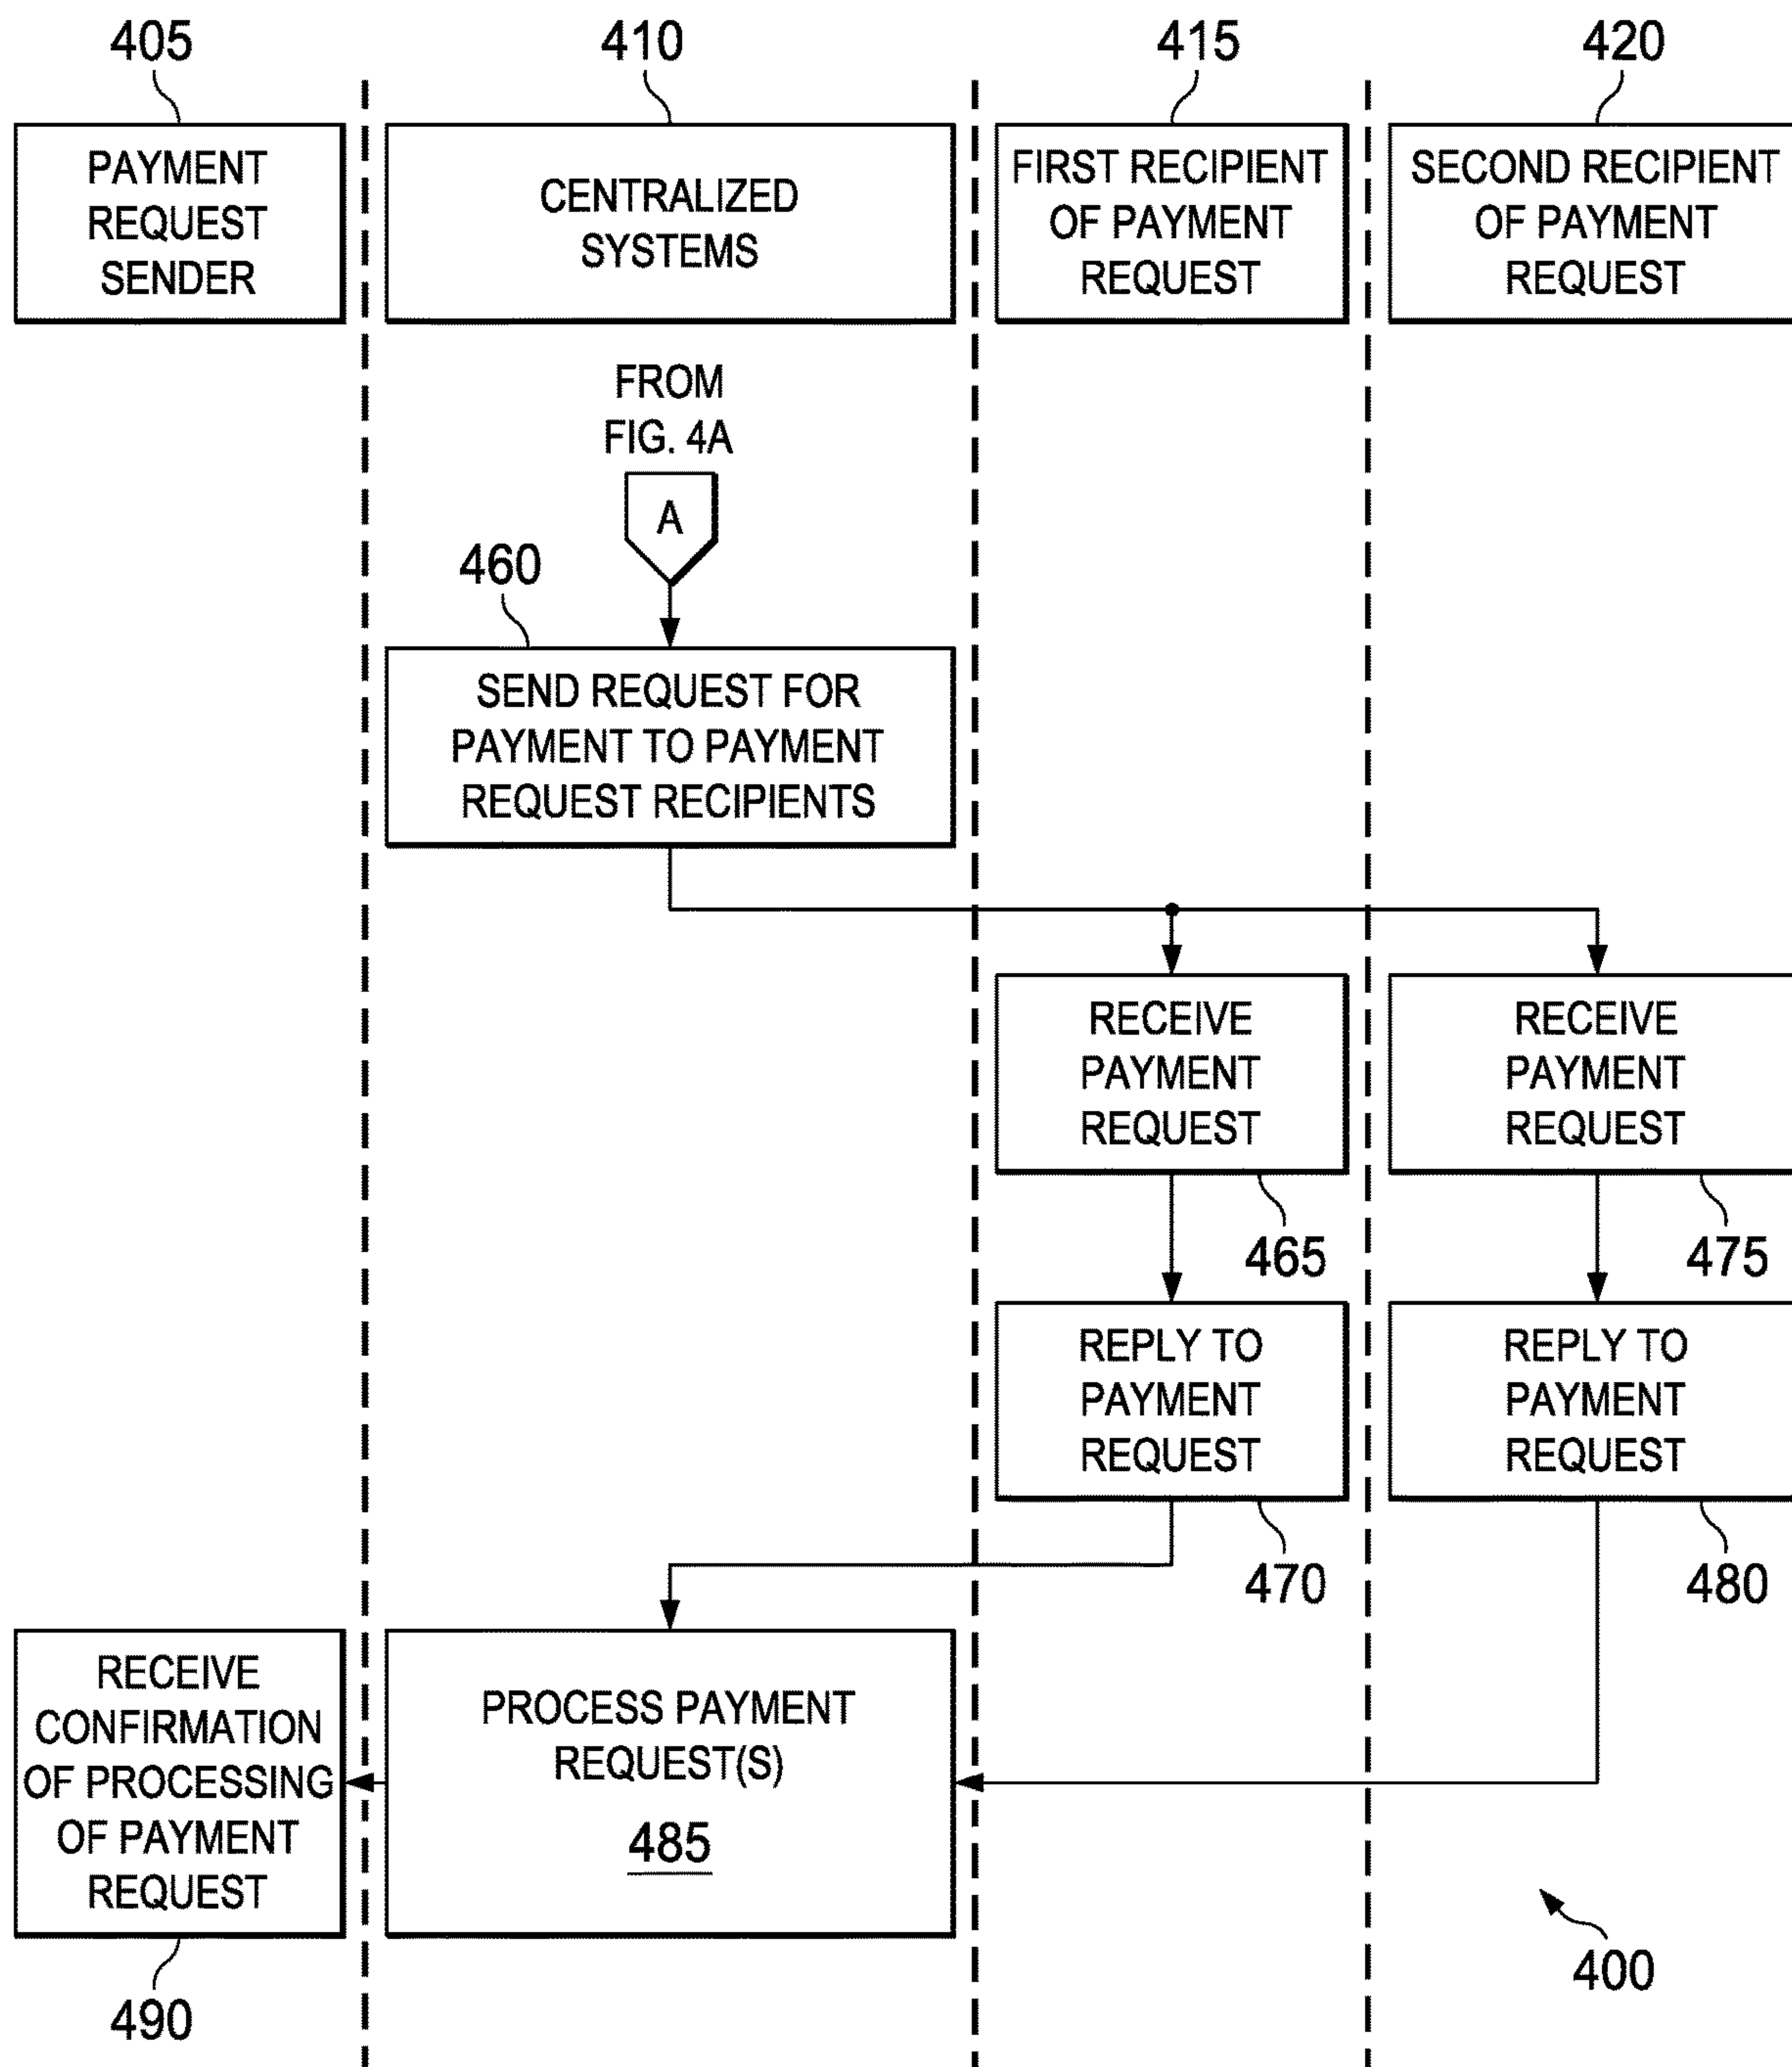 405
410
415
420
PAYMENT
REQUEST
SENDER
CENTRALIZED
SYSTEMS
FIRST RECIPIENT
OF PAYMENT
REQUEST
SECOND RECIPIENT
OF PAYMENT
REQUEST
FROM
FIG. 4A
A
460
SEND REQUEST FOR
PAYMENT TO PAYMENT
REQUEST RECIPIENTS
RECEIVE
PAYMENT
REQUEST
465
RECEIVE
PAYMENT
REQUEST
475
REPLY TO
PAYMENT
REQUEST
470
REPLY TO
PAYMENT
REQUEST
480
RECEIVE
CONFIRMATION
OF PROCESSING
OF PAYMENT
REQUEST
490
PROCESS PAYMENT
REQUEST(S)
485
400